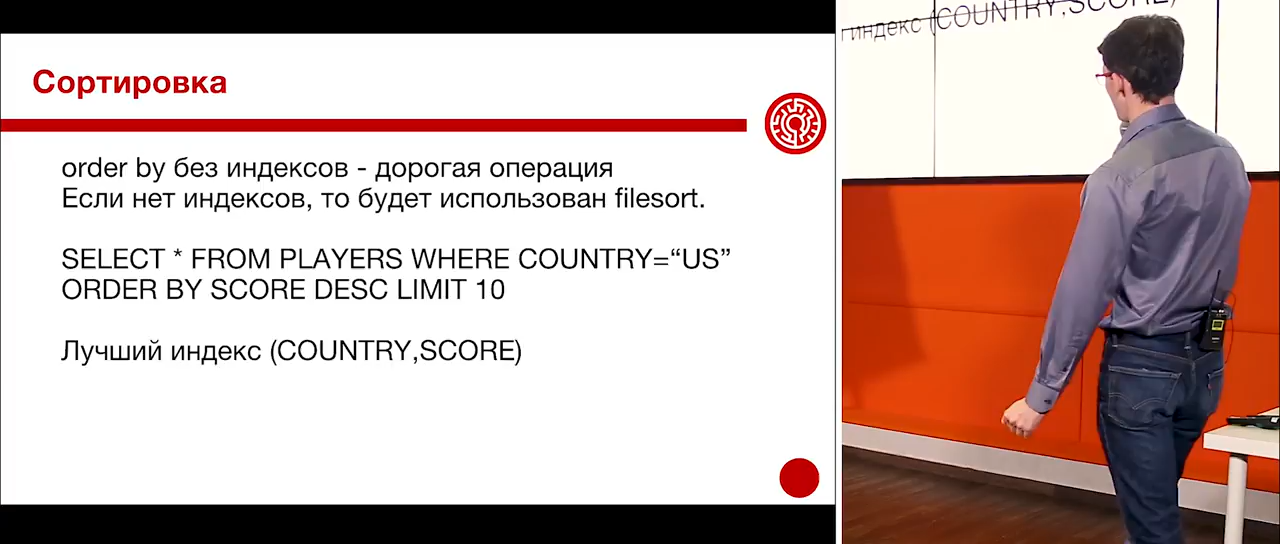 Сортировка
order by без индексов - дорогая операция
Если нет индексов, то будет использован filesort.
SELECT * FROM PLAYERS WHERE COUNTRY=“US”
ORDER BY SCORE DESC LIMIT 10
Лучший индекс (COUNTRY,SCORE)
индекс (COUNTRY,SCORE)